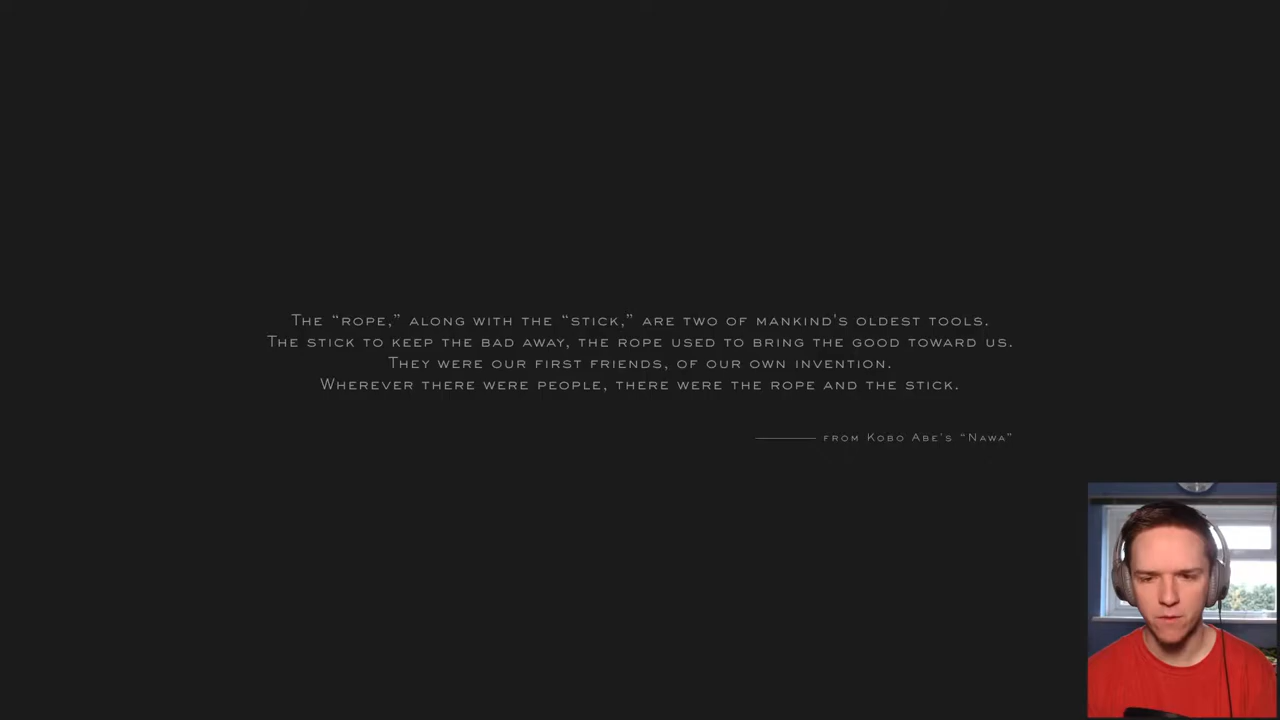 The “rope,” along with the “stick,” are two of mankind's oldest tools.
The stick to keep the bad away, the rope used to bring the good toward us.
They were our first friends, of our own invention.
Wherever there were people, there were the rope and the stick.
from Kobo Abe's “Nawa”